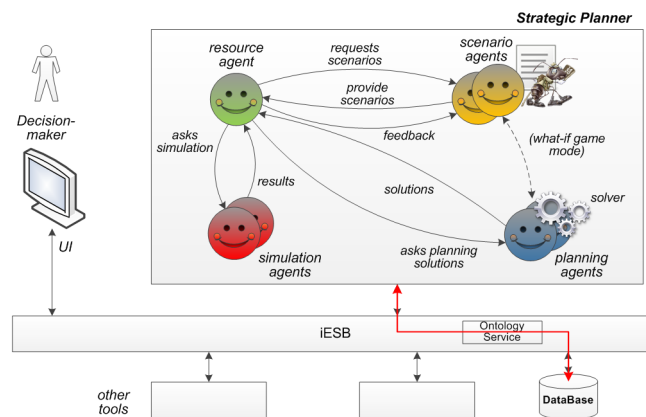 Strategic Planner
resource
agent
requests
scenarios
scenario
agents
provide
scenarios
feedback
Decision-
maker
asks
simulation
results
(what-if game
mode)
solutions
solver
UI
simulation
agents
asks planning
solutions
planning
agents
iESB
Ontology
Service
other
tools
DataBase